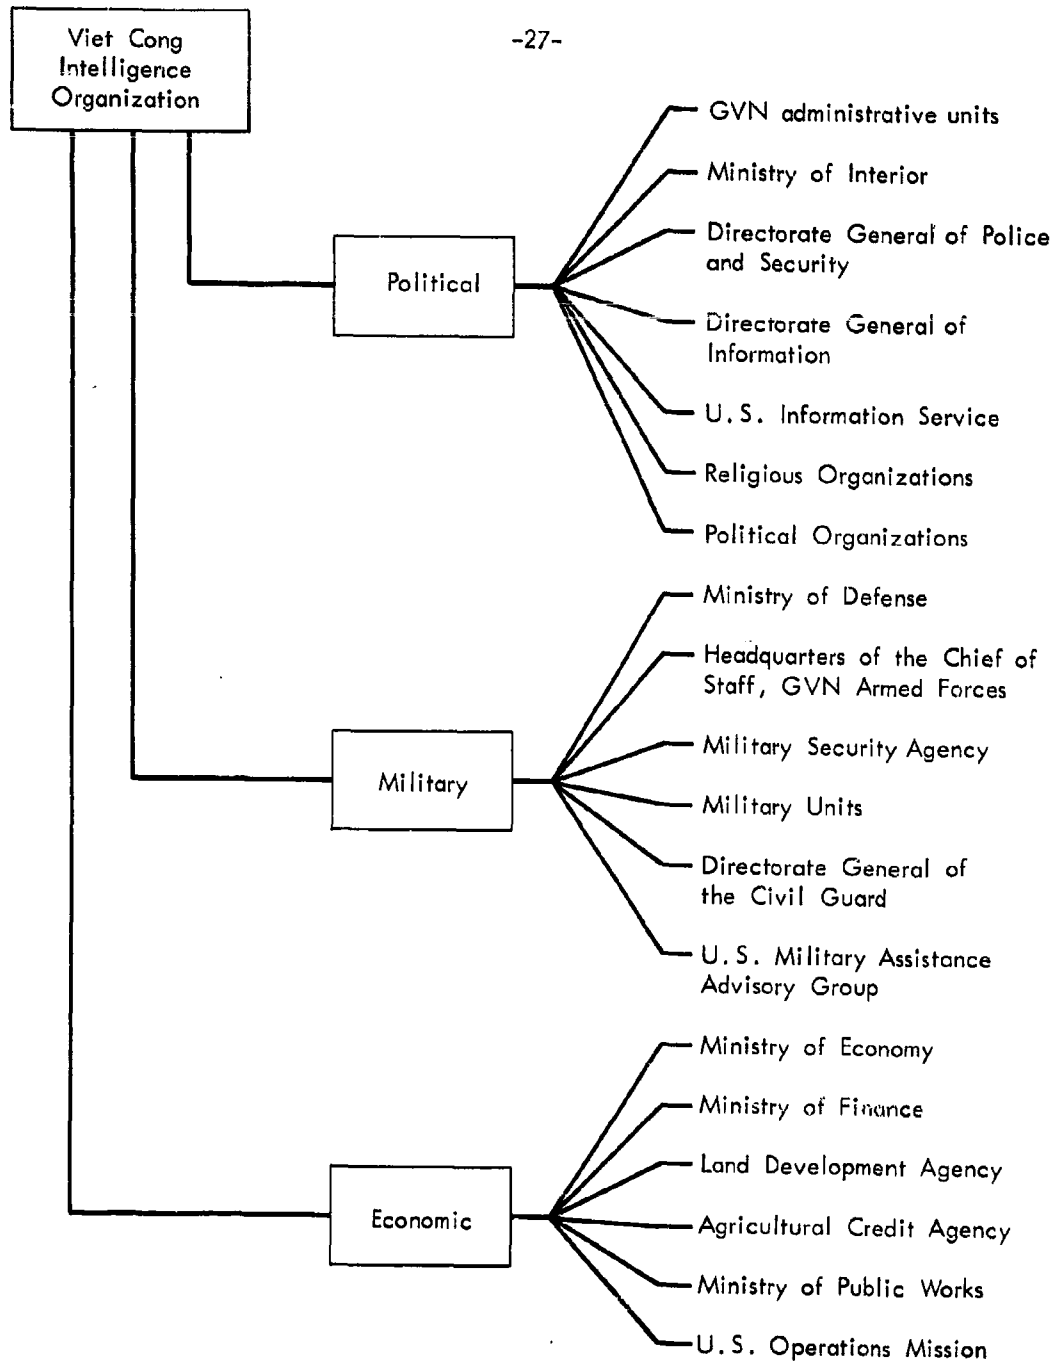 Viet Cong
Intelligence
Organization
-27-
Political
GVN administrative units
Ministry of Interior
Directorate General of Police
and Security
Directorate General of
Information
U.S. Information Service
Religious Organizations
Political Organizations
Military
Ministry of Defense
Headquarters of the Chief of
Staff, GVN Armed Forces
Military Security Agency
Military Units
Directorate General of
the Civil Guard
U.S. Military Assistance
Advisory Group
Economic
Ministry of Economy
Ministry of Finance
Land Development Agency
Agricultural Credit Agency
Ministry of Public Works
U.S. Operations Mission